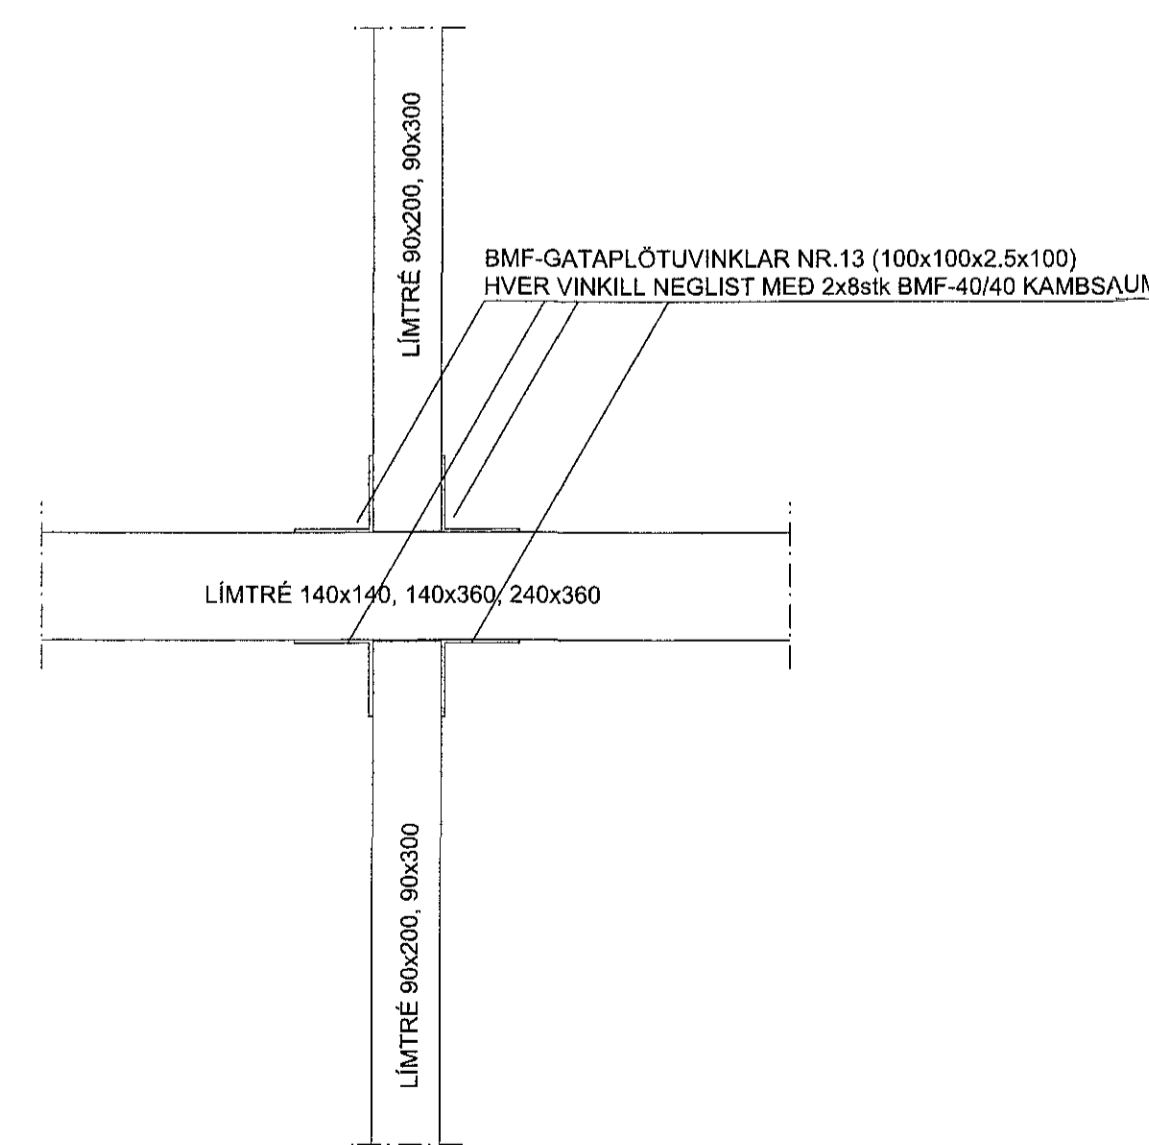 LÍMTRÉ 90x200, 90x300
BMF-GATAPLÖTUVINKLAR NR.13 (100x100x2.5x100)
HVER VINKILL NEGLIST MEÐ 2x8stk BMF-40/40 KAMBSAUM
LÍMTRÉ 140x140, 140x360, 240x360
LÍMTRÉ 90x200, 90x300